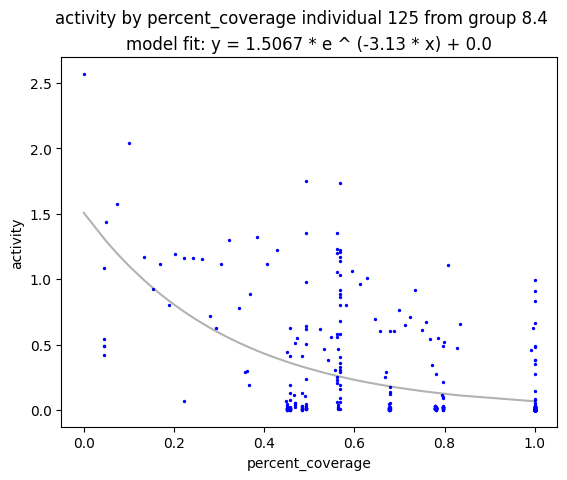 activity by percent_coverage individual 125 from group 8.4
model fit: y = 1.5067 * e ^ (-3.13 * x) + 0.0
2.5
2.0
1.5
1.0
0.5
0.0
activity
0.0 0.2 0.4 0.6 0.8 1.0
percent_coverage